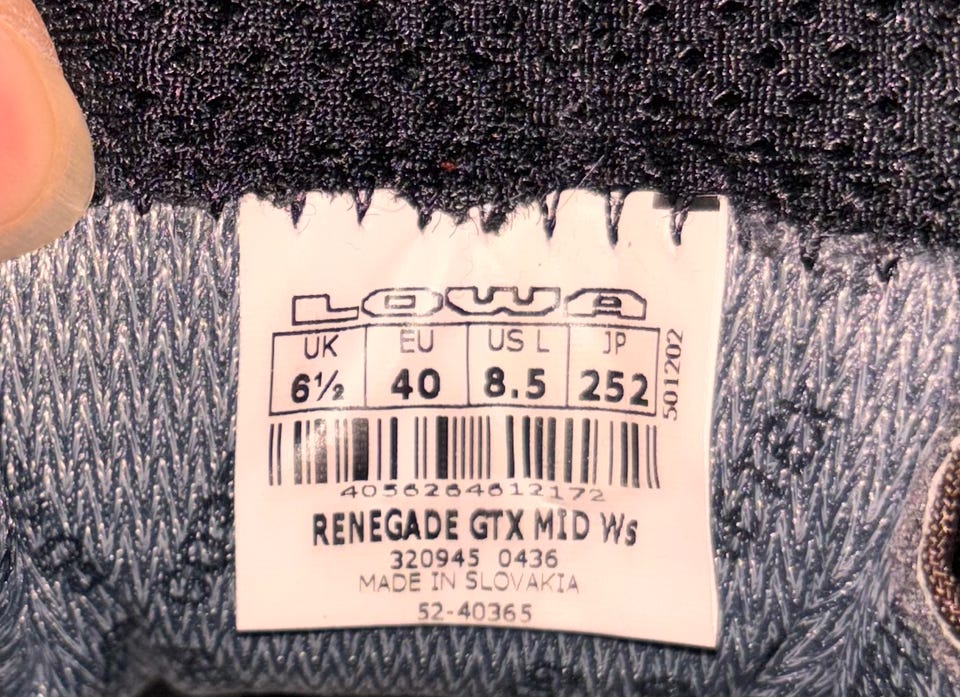 LOWA
UK EU US L JP
6½ 40 8.5 252
501202
4056264612172
RENEGADE GTX MID Ws
320945 0436
MADE IN SLOVAKIA
52-40365